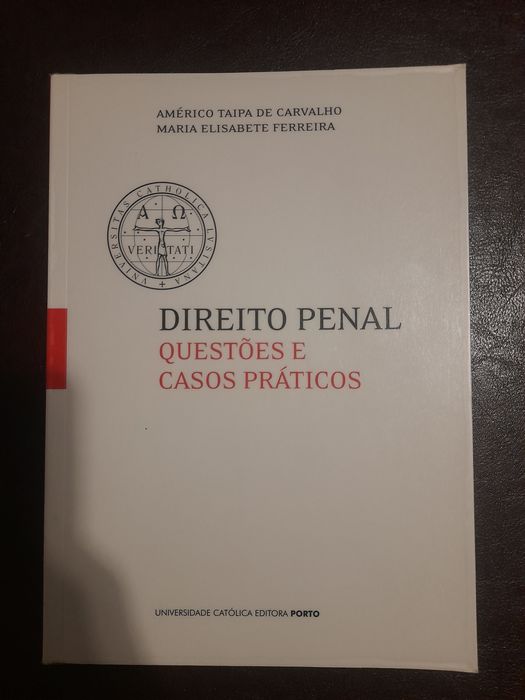 AMÉRICO TAIPA DE CARVALHO
MARIA ELISABETE FERREIRA
UNIVERSITAS CATHOLICA LVSITANA
A Ω
VERITATI
DIREITO PENAL
QUESTÕES E
CASOS PRÁTICOS
UNIVERSIDADE CATÓLICA EDITORA PORTO